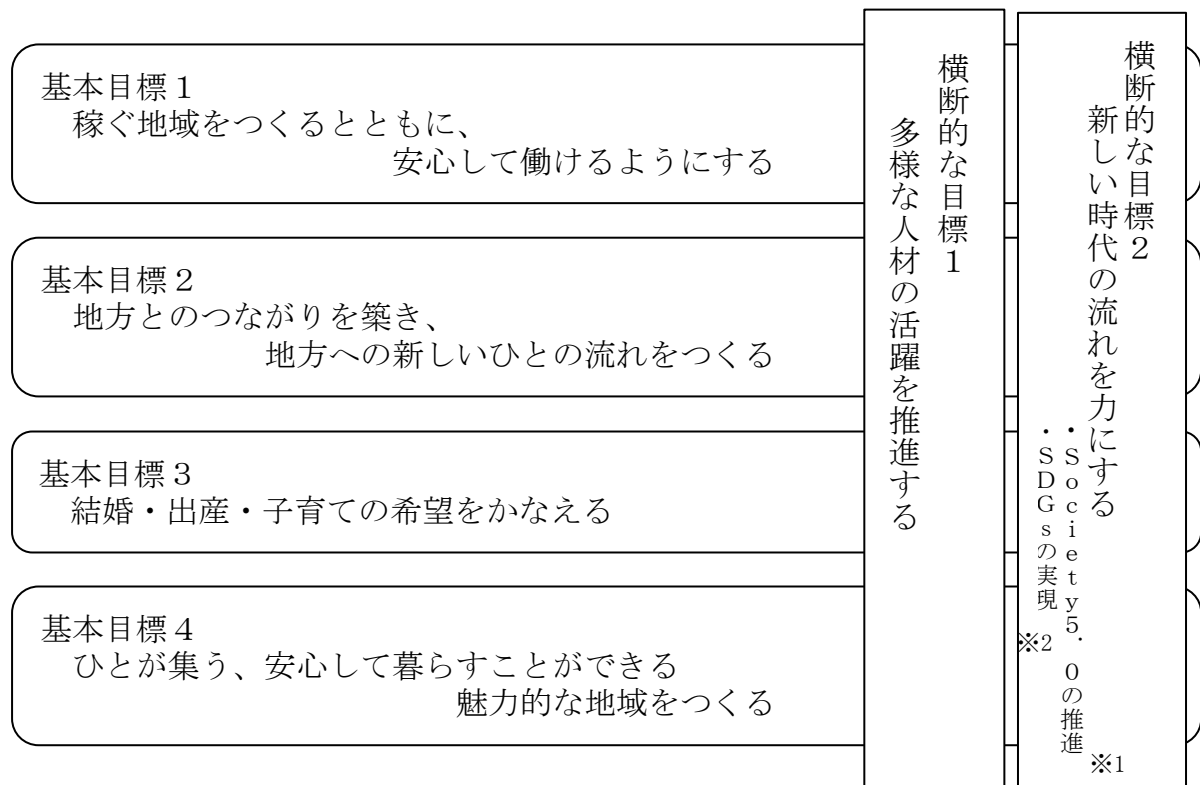 基本目標１
稼ぐ地域をつくるとともに、
安心して働けるようにする
基本目標２
地方とのつながりを築き、
地方への新しいひとの流れをつくる
基本目標３
結婚・出産・子育ての希望をかなえる
基本目標４
ひとが集う、安心して暮らすことができる
魅力的な地域をつくる
横断的な目標１
多様な人材の活躍を推進する
横断的な目標２
新しい時代の流れを力にする
・Ｓｏｃｉｅｔｙ５．０の推進 ※1
・ＳＤＧｓの実現 ※2